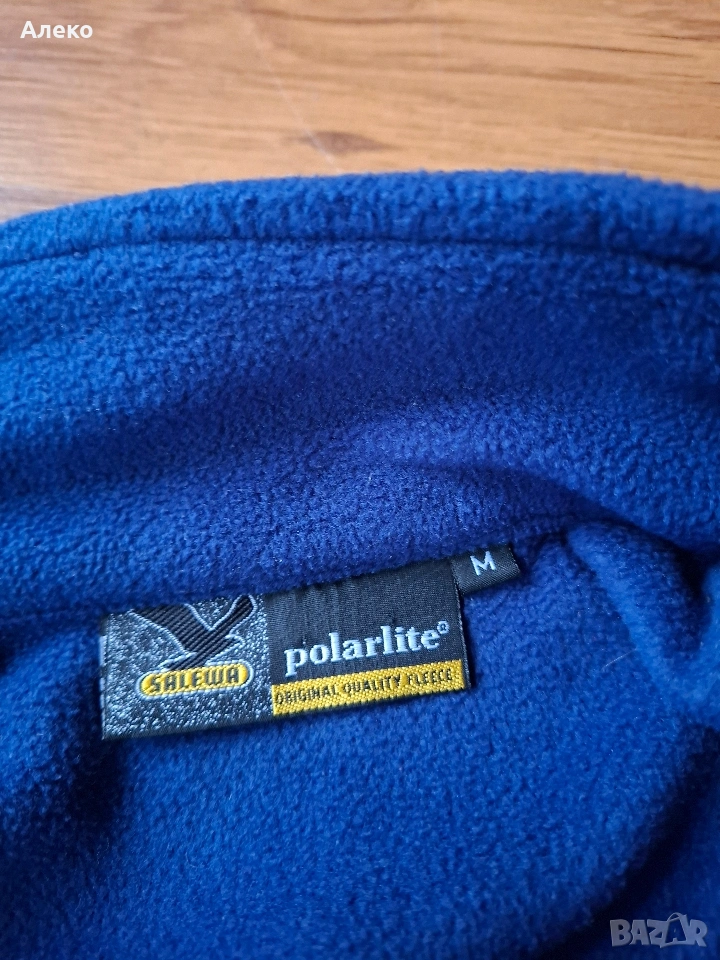 Алеко
M
polarlite®
SALEWA
ORIGINAL QUALITY FLEECE
BAZAR